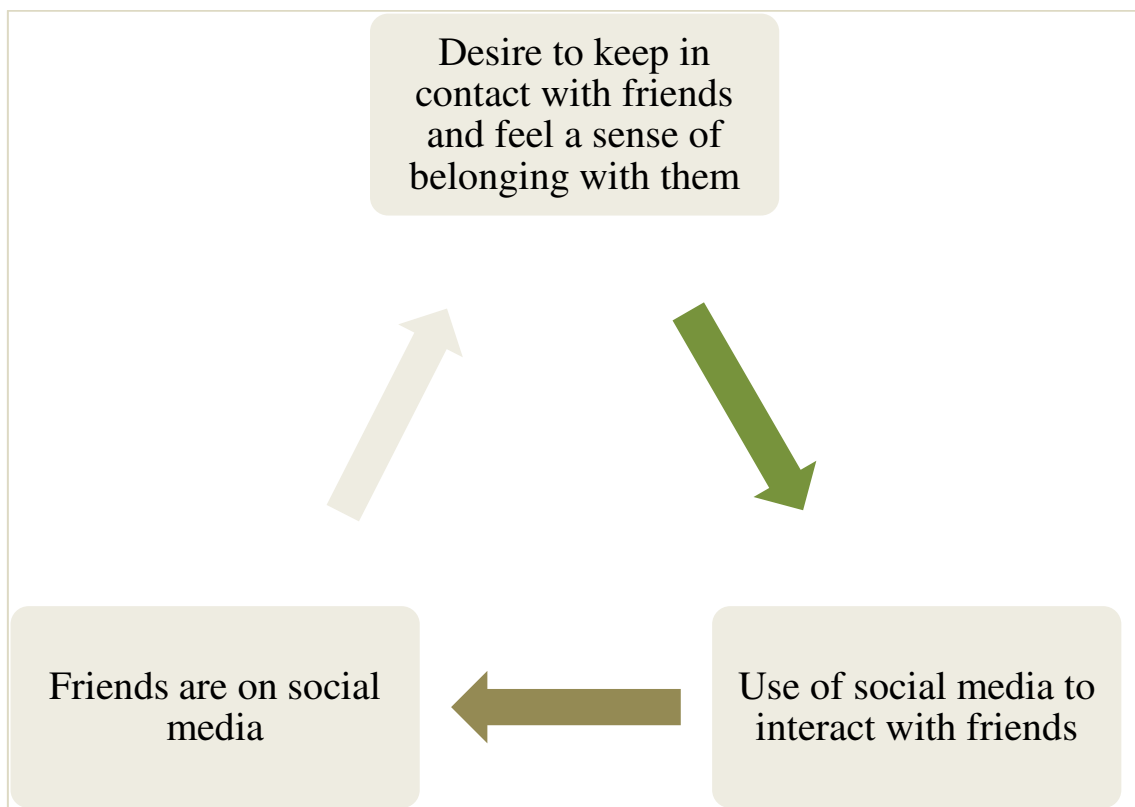 Desire to keep in
contact with friends
and feel a sense of
belonging with them
Friends are on social
media
Use of social media to
interact with friends